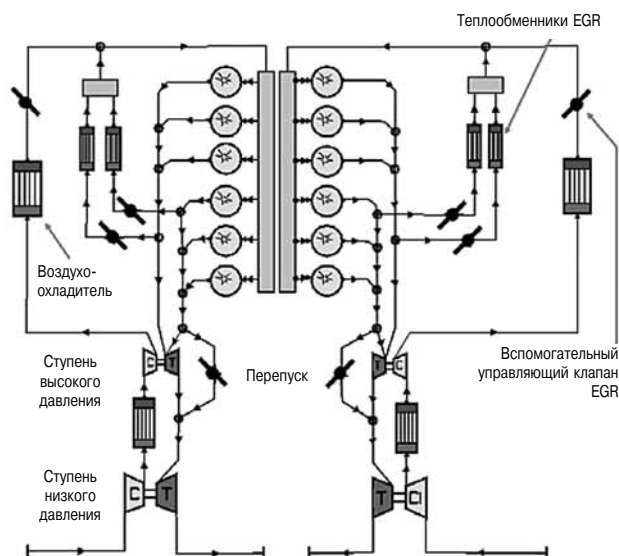 Теплообменники EGR
Воздухо-
охладитель
Ступень
высокого
давления
Перепуск
Вспомогательный
управляющий клапан
EGR
C T
T C
Ступень
низкого
давления
C T
T C